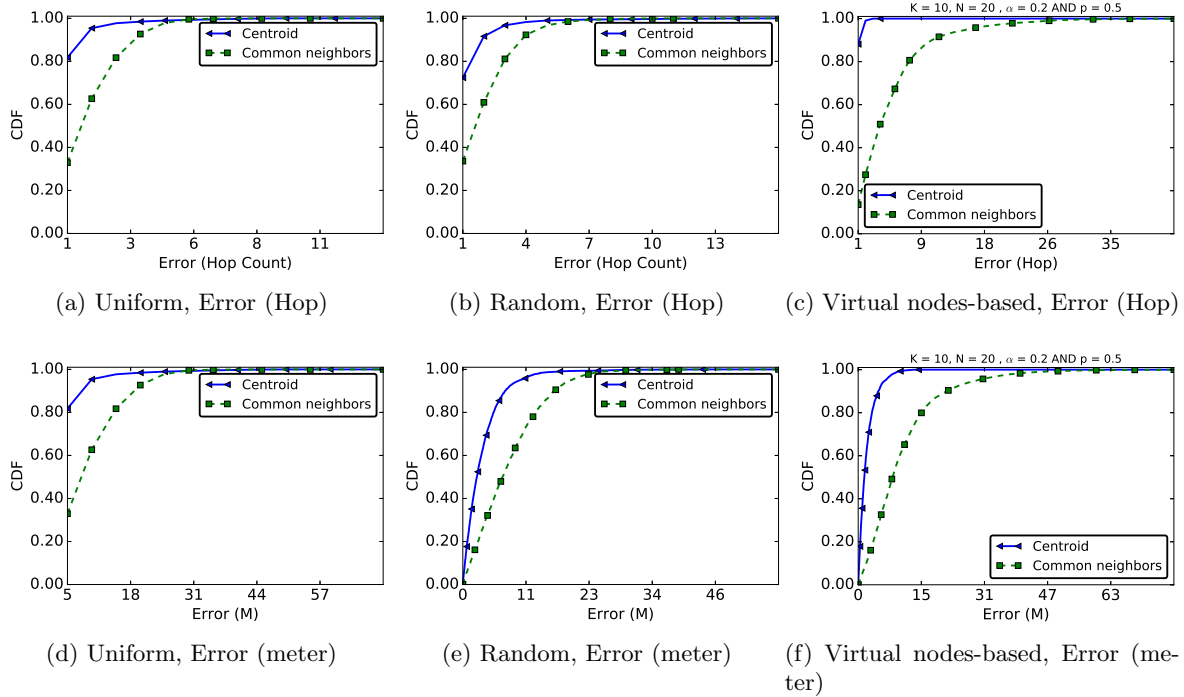 K = 10, N = 20 , α = 0.2 AND p = 0.5
1.00 0.80 0.60 0.40 0.20 0.00
CDF
Centroid
Common neighbors
1 3 6 8 11
Error (Hop Count)
1.00 0.80 0.60 0.40 0.20 0.00
CDF
Centroid
Common neighbors
1 4 7 10 13
Error (Hop Count)
1.00 0.80 0.60 0.40 0.20 0.00
CDF
Centroid
Common neighbors
1 9 18 26 35
Error (Hop)
(a) Uniform, Error (Hop)
(b) Random, Error (Hop)
(c) Virtual nodes-based, Error (Hop)
1.00 0.80 0.60 0.40 0.20 0.00
CDF
Centroid
Common neighbors
5 18 31 44 57
Error (M)
1.00 0.80 0.60 0.40 0.20 0.00
CDF
Centroid
Common neighbors
0 11 23 34 46
Error (M)
K = 10, N = 20 , α = 0.2 AND p = 0.5
1.00 0.80 0.60 0.40 0.20 0.00
CDF
Centroid
Common neighbors
0 15 31 47 63
Error (M)
(d) Uniform, Error (meter)
(e) Random, Error (meter)
(f) Virtual nodes-based, Error (me-
ter)